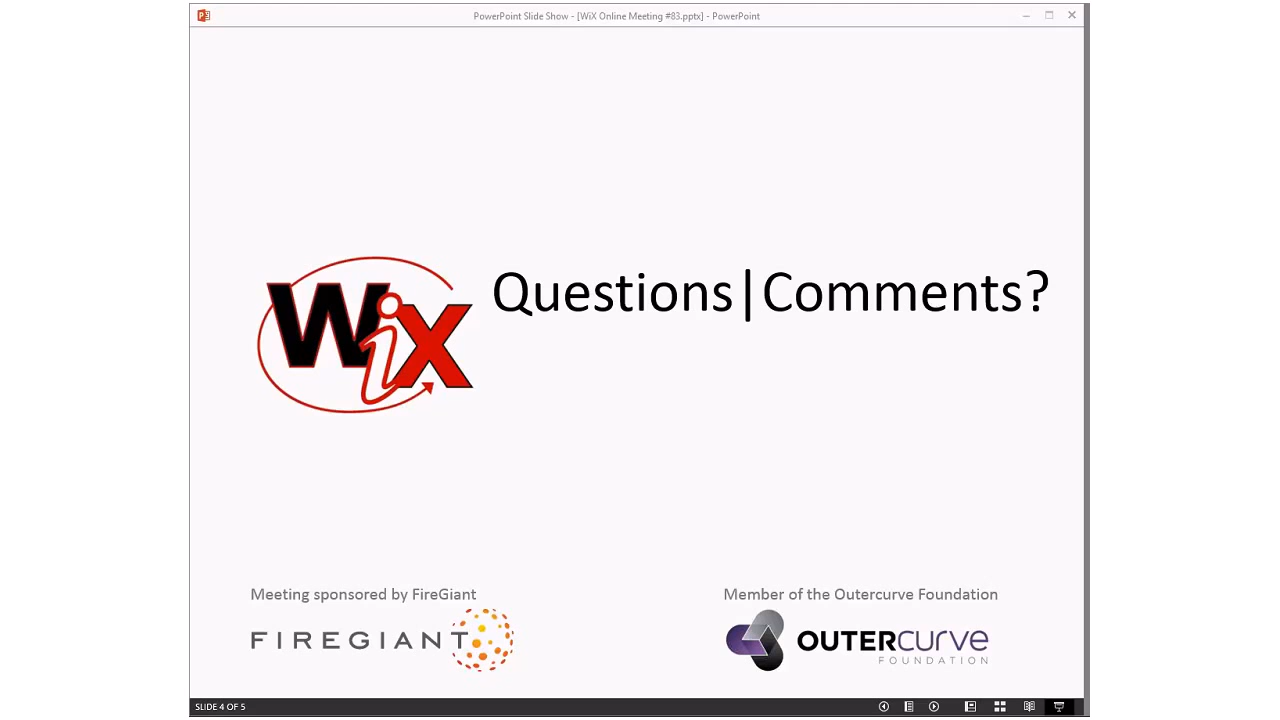 PowerPoint Slide Show - [WiX Online Meeting #83.pptx] - PowerPoint
Questions|Comments?
WiX
Meeting sponsored by FireGiant
FIREGIANT
Member of the Outercurve Foundation
OUTERCURVE
FOUNDATION
SLIDE 4 OF 5